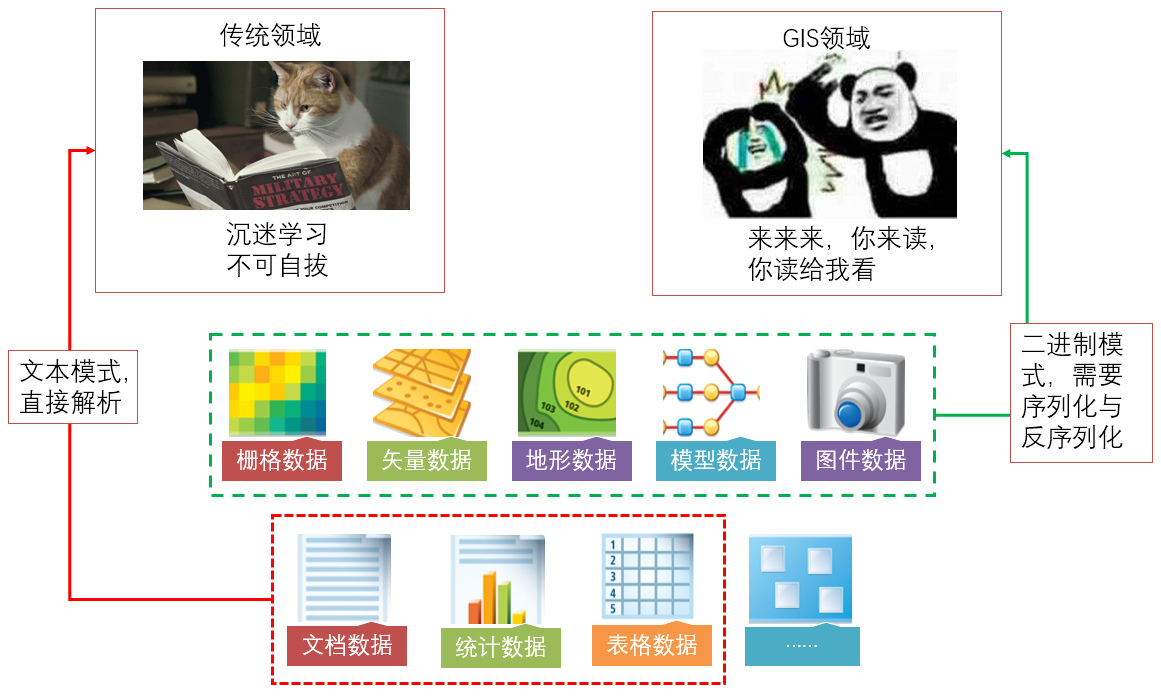 传统领域
THE ART OF
MILITARY
STRATEGY
沉迷学习
不可自拔
GIS领域
来来来，你来读，
你读给我看
文本模式，
直接解析
二进制模
式，需要
序列化与
反序列化
101
102
103
104
栅格数据
矢量数据
地形数据
模型数据
图件数据
1
2
3
4
5
文档数据
统计数据
表格数据
……